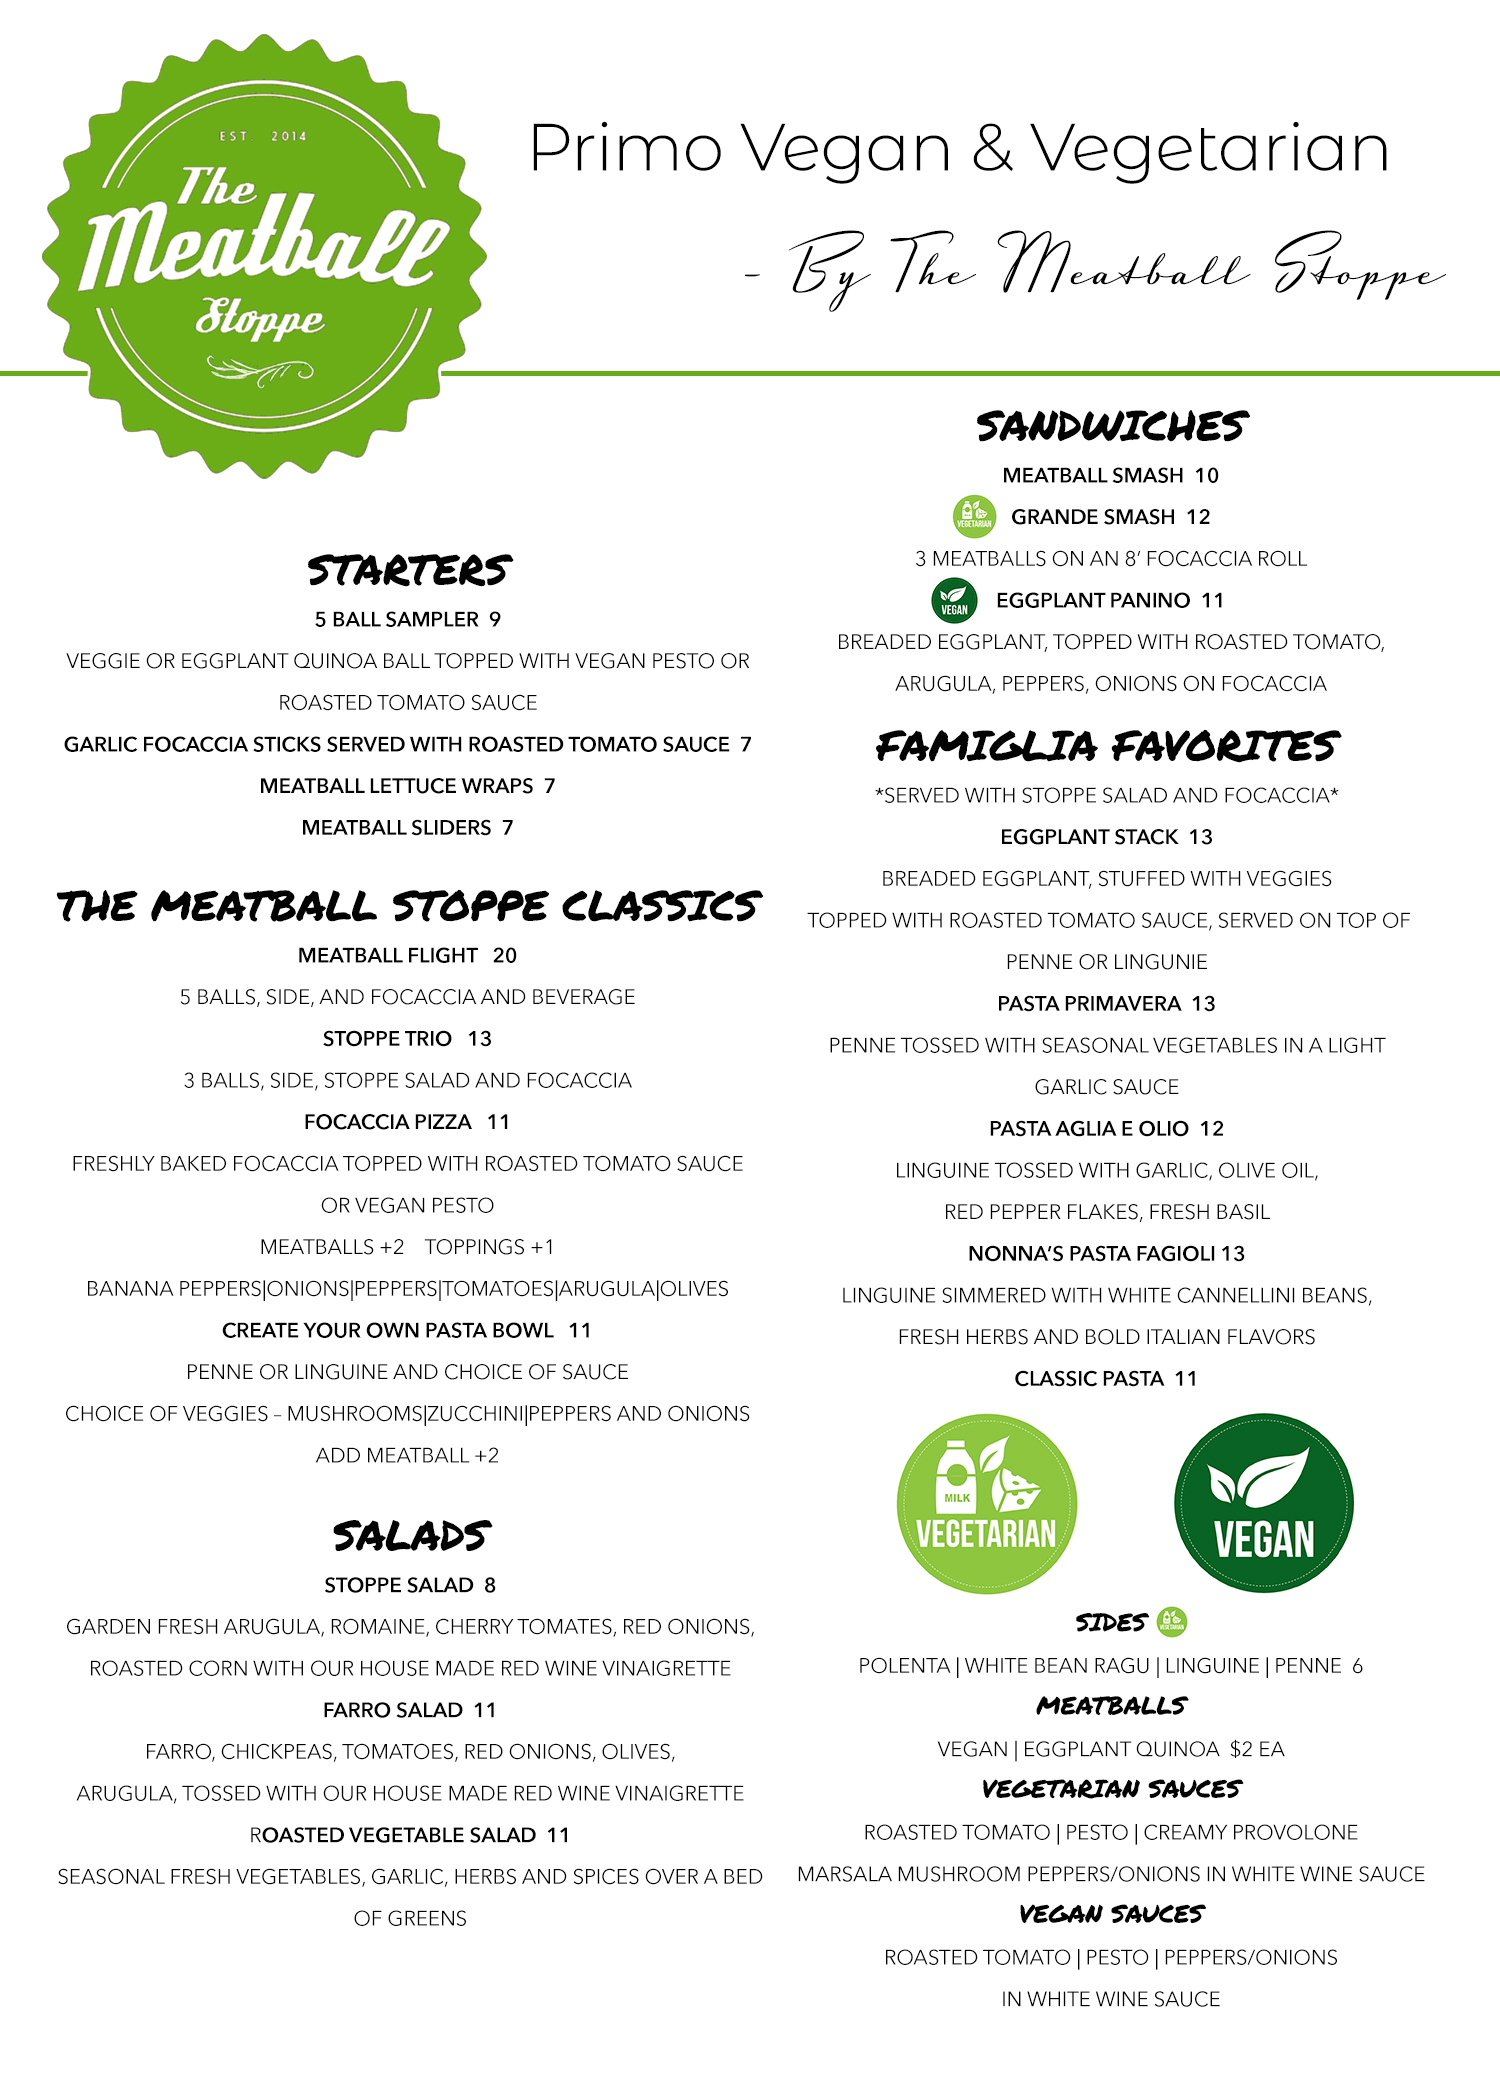 EST 2014
The
Meatball
Stoppe
Primo Vegan & Vegetarian
- By The Meatball Stoppe
STARTERS
5 BALL SAMPLER 9
VEGGIE OR EGGPLANT QUINOA BALL TOPPED WITH VEGAN PESTO OR
ROASTED TOMATO SAUCE
GARLIC FOCACCIA STICKS SERVED WITH ROASTED TOMATO SAUCE 7
MEATBALL LETTUCE WRAPS 7
MEATBALL SLIDERS 7
THE MEATBALL STOPPE CLASSICS
MEATBALL FLIGHT 20
5 BALLS, SIDE, AND FOCACCIA AND BEVERAGE
STOPPE TRIO 13
3 BALLS, SIDE, STOPPE SALAD AND FOCACCIA
FOCACCIA PIZZA 11
FRESHLY BAKED FOCACCIA TOPPED WITH ROASTED TOMATO SAUCE
OR VEGAN PESTO
MEATBALLS +2 TOPPINGS +1
BANANA PEPPERS|ONIONS|PEPPERS|TOMATOES|ARUGULA|OLIVES
CREATE YOUR OWN PASTA BOWL 11
PENNE OR LINGUINE AND CHOICE OF SAUCE
CHOICE OF VEGGIES – MUSHROOMS|ZUCCHINI|PEPPERS AND ONIONS
ADD MEATBALL +2
SALADS
STOPPE SALAD 8
GARDEN FRESH ARUGULA, ROMAINE, CHERRY TOMATES, RED ONIONS,
ROASTED CORN WITH OUR HOUSE MADE RED WINE VINAIGRETTE
FARRO SALAD 11
FARRO, CHICKPEAS, TOMATOES, RED ONIONS, OLIVES,
ARUGULA, TOSSED WITH OUR HOUSE MADE RED WINE VINAIGRETTE
ROASTED VEGETABLE SALAD 11
SEASONAL FRESH VEGETABLES, GARLIC, HERBS AND SPICES OVER A BED
OF GREENS
SANDWICHES
MEATBALL SMASH 10
VEGETARIAN GRANDE SMASH 12
3 MEATBALLS ON AN 8’ FOCACCIA ROLL
VEGAN EGGPLANT PANINO 11
BREADED EGGPLANT, TOPPED WITH ROASTED TOMATO,
ARUGULA, PEPPERS, ONIONS ON FOCACCIA
FAMIGLIA FAVORITES
*SERVED WITH STOPPE SALAD AND FOCACCIA*
EGGPLANT STACK 13
BREADED EGGPLANT, STUFFED WITH VEGGIES
TOPPED WITH ROASTED TOMATO SAUCE, SERVED ON TOP OF
PENNE OR LINGUNIE
PASTA PRIMAVERA 13
PENNE TOSSED WITH SEASONAL VEGETABLES IN A LIGHT
GARLIC SAUCE
PASTA AGLIA E OLIO 12
LINGUINE TOSSED WITH GARLIC, OLIVE OIL,
RED PEPPER FLAKES, FRESH BASIL
NONNA’S PASTA FAGIOLI 13
LINGUINE SIMMERED WITH WHITE CANNELLINI BEANS,
FRESH HERBS AND BOLD ITALIAN FLAVORS
CLASSIC PASTA 11
MILK
VEGETARIAN
VEGAN
SIDES VEGETARIAN
POLENTA | WHITE BEAN RAGU | LINGUINE | PENNE 6
MEATBALLS
VEGAN | EGGPLANT QUINOA $2 EA
VEGETARIAN SAUCES
ROASTED TOMATO | PESTO | CREAMY PROVOLONE
MARSALA MUSHROOM PEPPERS/ONIONS IN WHITE WINE SAUCE
VEGAN SAUCES
ROASTED TOMATO | PESTO | PEPPERS/ONIONS
IN WHITE WINE SAUCE